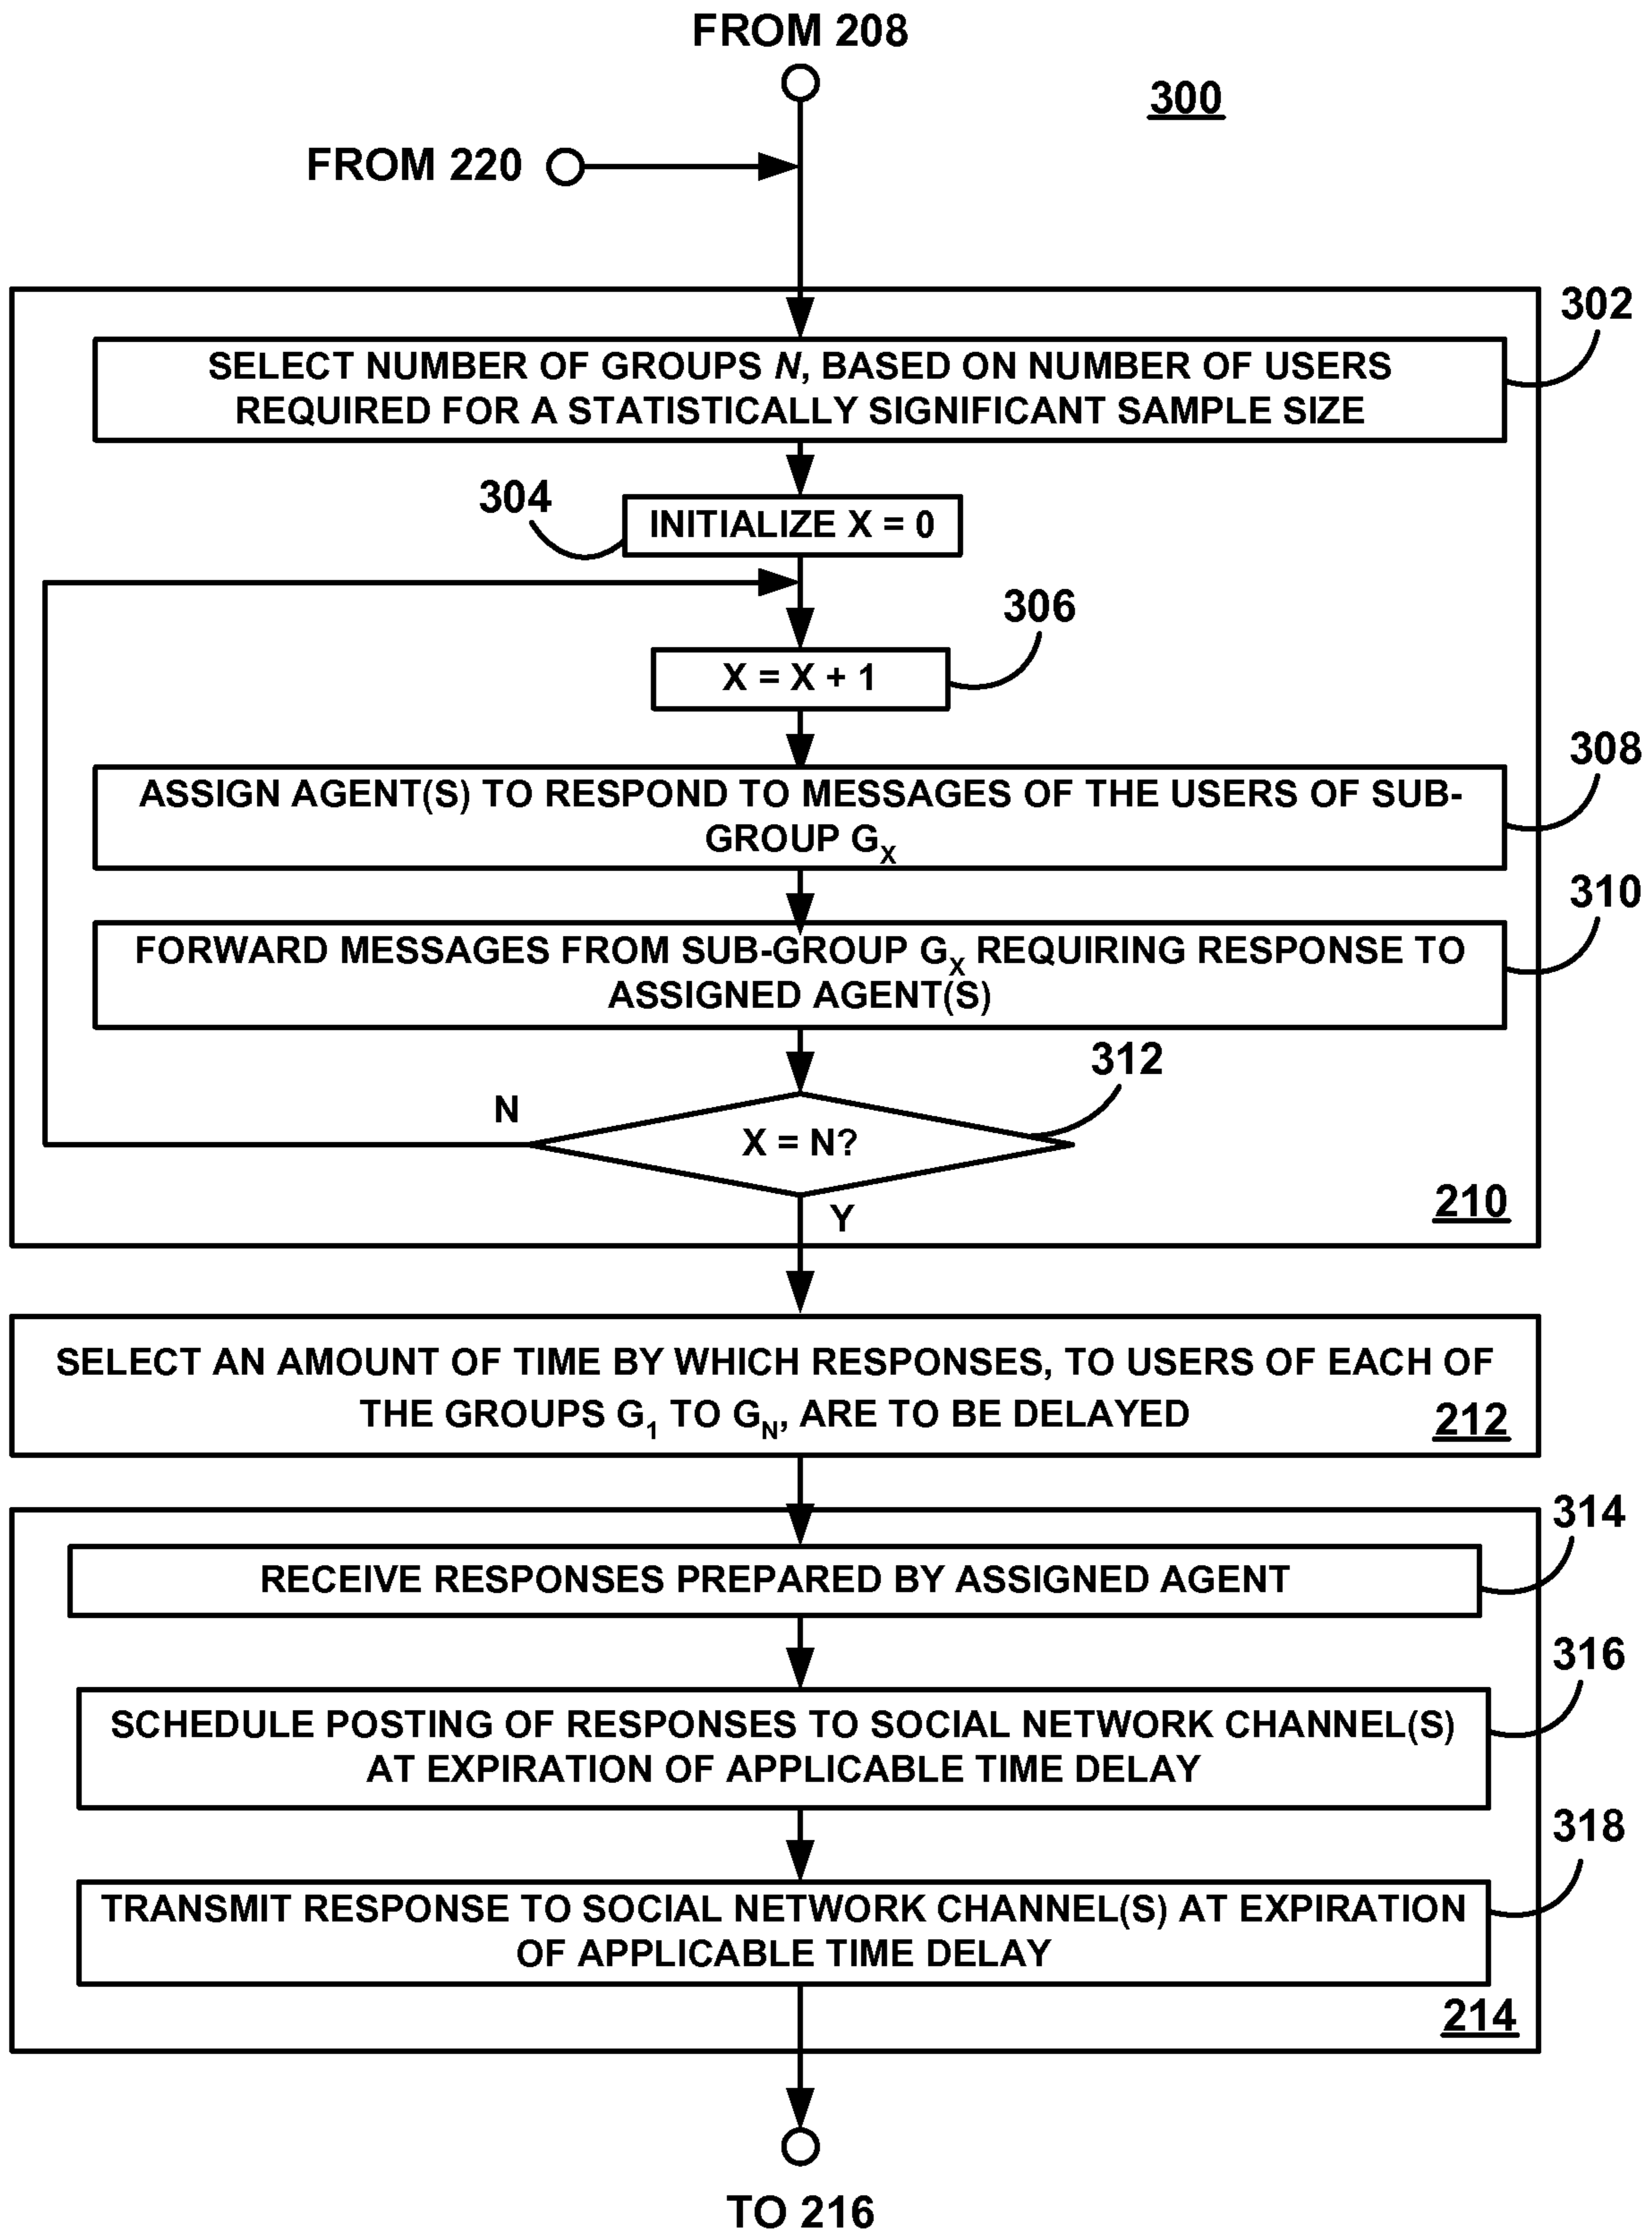 FROM 208
300
FROM 220
302
SELECT NUMBER OF GROUPS N, BASED ON NUMBER OF USERS
REQUIRED FOR A STATISTICALLY SIGNIFICANT SAMPLE SIZE
304
INITIALIZE X = 0
306
X = X + 1
308
ASSIGN AGENT(S) TO RESPOND TO MESSAGES OF THE USERS OF SUB-
GROUP GX
310
FORWARD MESSAGES FROM SUB-GROUP GX REQUIRING RESPONSE TO
ASSIGNED AGENT(S)
312
N
X = N?
Y
210
SELECT AN AMOUNT OF TIME BY WHICH RESPONSES, TO USERS OF EACH OF
THE GROUPS G1 TO GN, ARE TO BE DELAYED
212
314
RECEIVE RESPONSES PREPARED BY ASSIGNED AGENT
316
SCHEDULE POSTING OF RESPONSES TO SOCIAL NETWORK CHANNEL(S)
AT EXPIRATION OF APPLICABLE TIME DELAY
318
TRANSMIT RESPONSE TO SOCIAL NETWORK CHANNEL(S) AT EXPIRATION
OF APPLICABLE TIME DELAY
214
TO 216